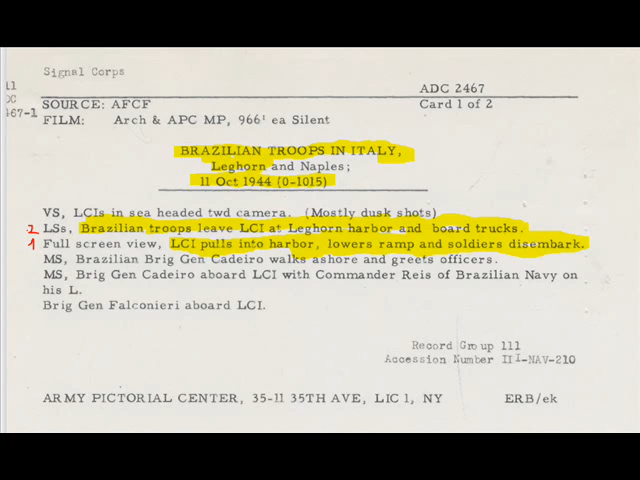 Signal Corps
11
ADC 2467
OC
SOURCE: AFCF
Card 1 of 2
467-1
FILM: Arch & APC MP, 966' ea Silent
BRAZILIAN TROOPS IN ITALY,
Leghorn and Naples;
11 Oct 1944 (0-1015)
VS, LCIs in sea headed twd camera. (Mostly dusk shots)
2 LSs, Brazilian troops leave LCI at Leghorn harbor and board trucks.
1 Full screen view, LCI pulls into harbor, lowers ramp and soldiers disembark.
MS, Brazilian Brig Gen Cadeiro walks ashore and greets officers.
MS, Brig Gen Cadeiro aboard LCI with Commander Reis of Brazilian Navy on
his L.
Brig Gen Falconieri aboard LCI.
Record Group 111
Accession Number III-NAV-210
ARMY PICTORIAL CENTER, 35-11 35TH AVE, LIC 1, NY ERB/ek